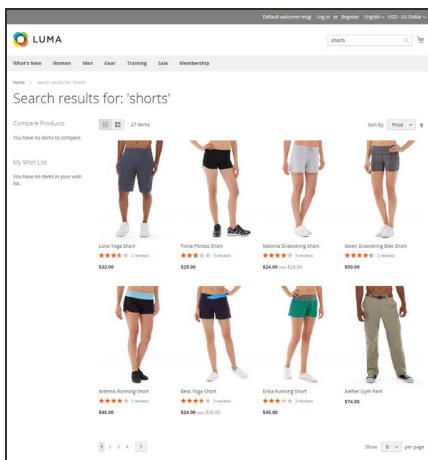 Default welcome msg! Log In or Register English USD - US Dollar
LUMA
shorts
What's New Women Men Gear Training Sale Membership
Home > Search results for: 'shorts'
Search results for: 'shorts'
Compare Products
You have no items to compare.
My Wish List
You have no items in your wish list.
27 items
Sort By Price
Lono Yoga Short
2 reviews
$32.00
Fiona Fitness Short
3 reviews
$29.00
Maxima Drawstring Short
3 reviews
$24.00 was $28.00
Gwen Drawstring Bike Short
2 reviews
$50.00
Artemis Running Short
2 reviews
$45.00
Bess Yoga Short
3 reviews
$24.00 was $28.00
Erika Running Short
2 reviews
$45.00
Aether Gym Pant
$74.00
1 2 3 4
Show 8 per page